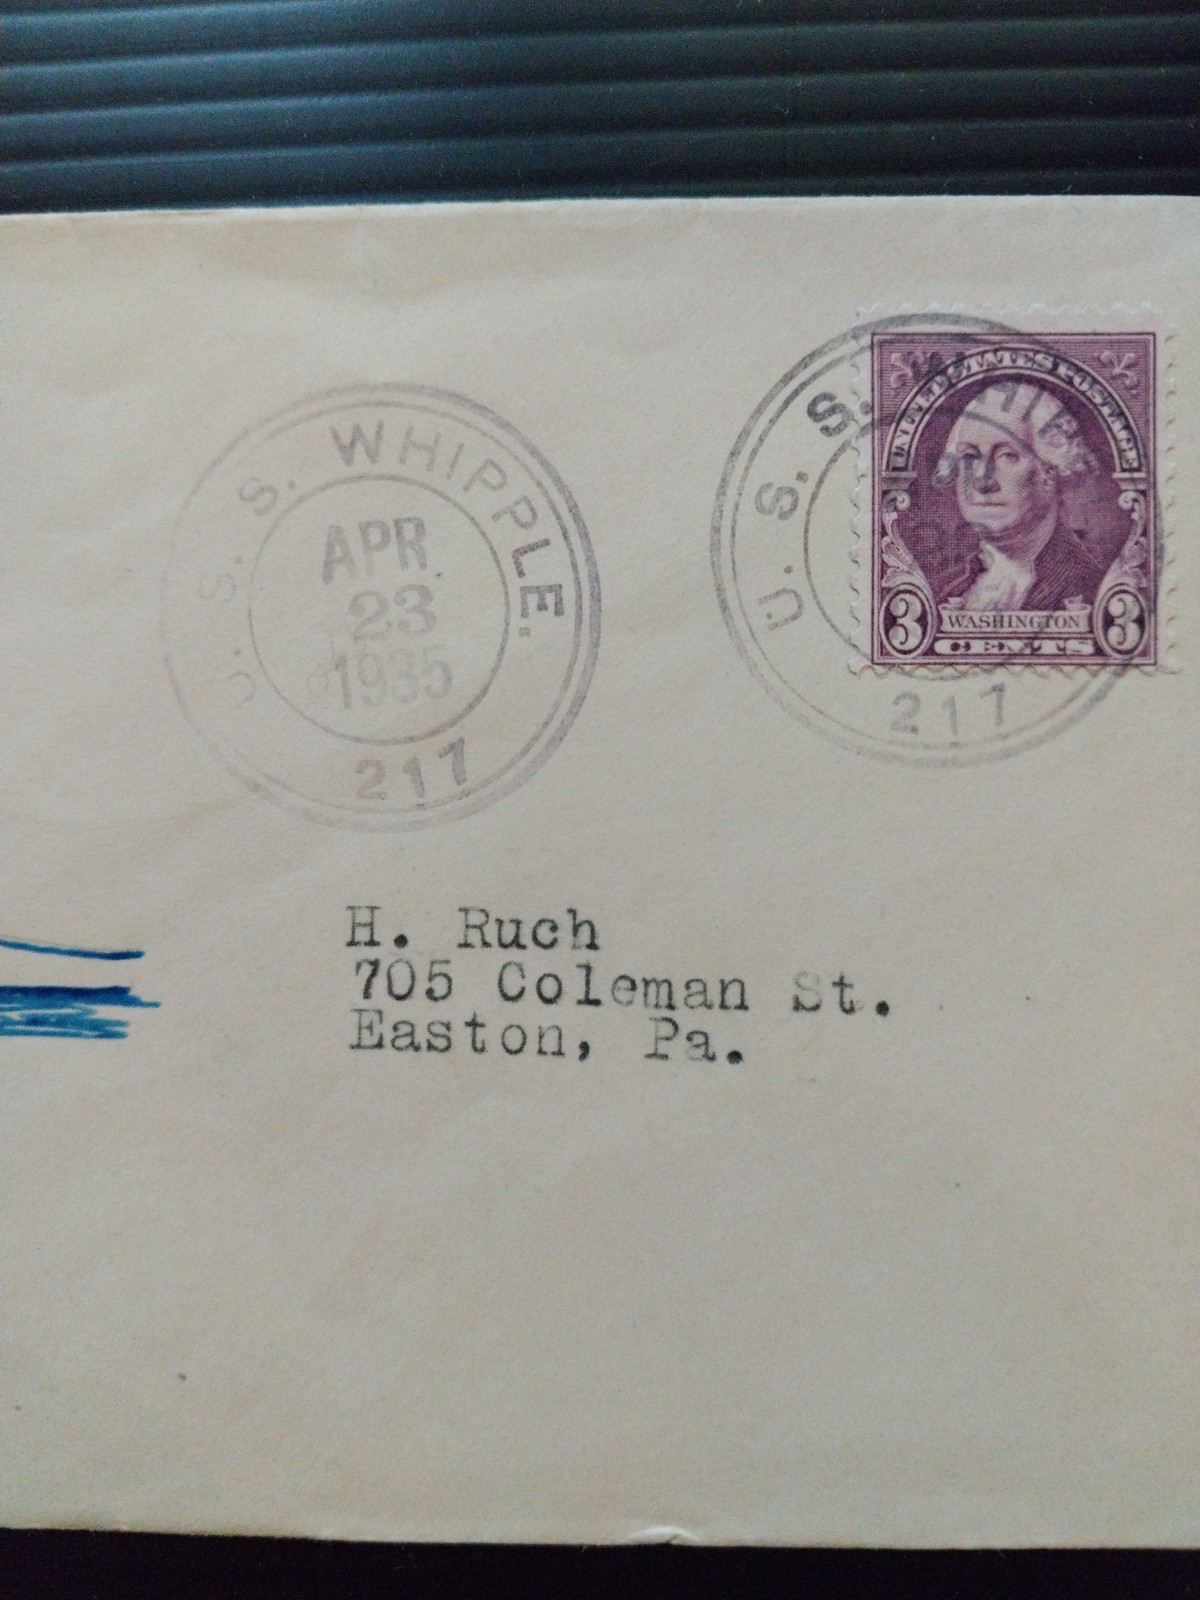 U. S. S. WHIPPLE.
APR
23
1935
217
U. S. S. WHIPPLE
217
UNITED STATES POSTAGE
3 WASHINGTON 3
CENTS
H. Ruch
705 Coleman St.
Easton, Pa.